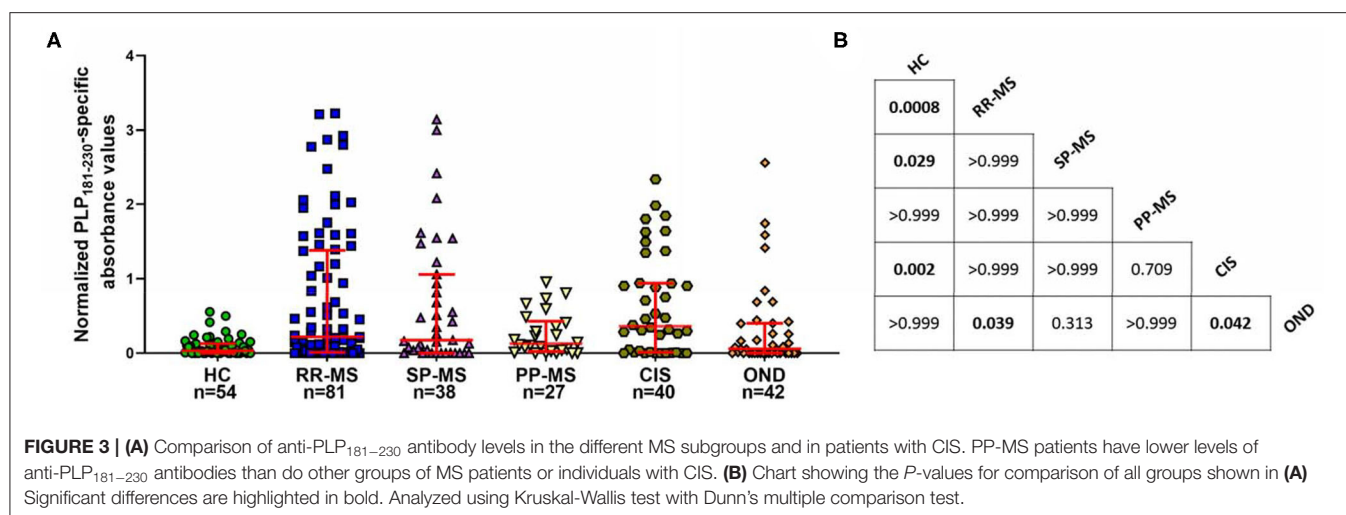 A
B
Normalized PLP181-230-specific
absorbance values
4
3
2
1
0
HC RR-MS SP-MS PP-MS CIS OND
n=54 n=81 n=38 n=27 n=40 n=42
HC
0.0008 RR-MS
0.029 >0.999 SP-MS
>0.999 >0.999 >0.999 PP-MS
0.002 >0.999 >0.999 0.709 CIS
>0.999 0.039 0.313 >0.999 0.042 OND
FIGURE 3 | (A) Comparison of anti-PLP181–230 antibody levels in the different MS subgroups and in patients with CIS. PP-MS patients have lower levels of
anti-PLP181–230 antibodies than do other groups of MS patients or individuals with CIS. (B) Chart showing the P-values for comparison of all groups shown in (A)
Significant differences are highlighted in bold. Analyzed using Kruskal-Wallis test with Dunn's multiple comparison test.